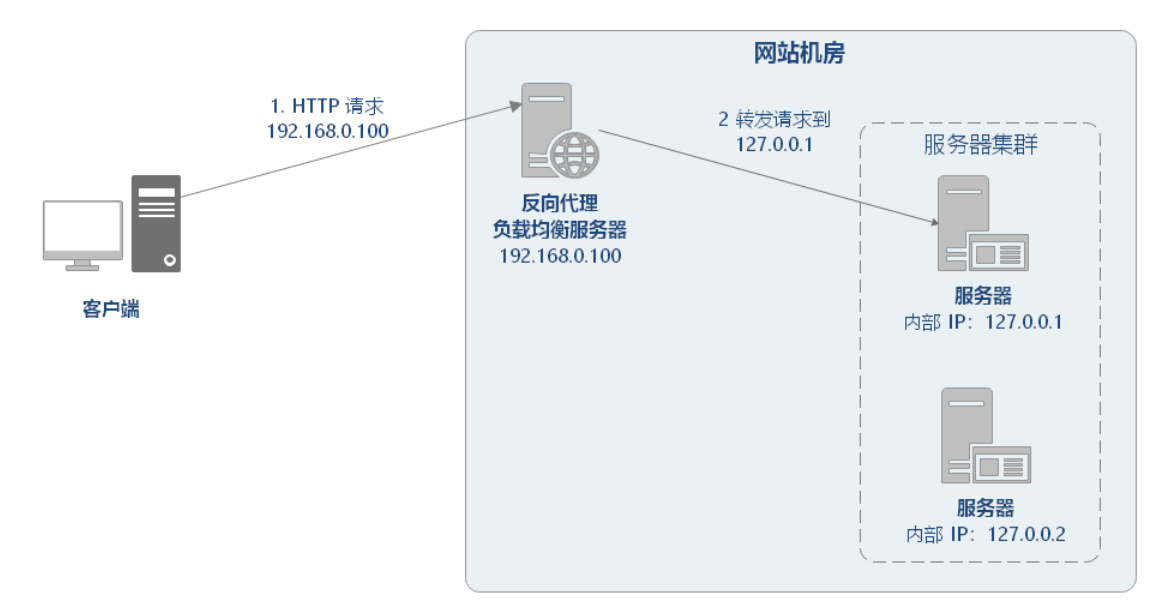 网站机房
1. HTTP 请求
192.168.0.100
2 转发请求到
127.0.0.1
服务器集群
反向代理
负载均衡服务器
192.168.0.100
客户端
服务器
内部 IP：127.0.0.1
服务器
内部 IP：127.0.0.2